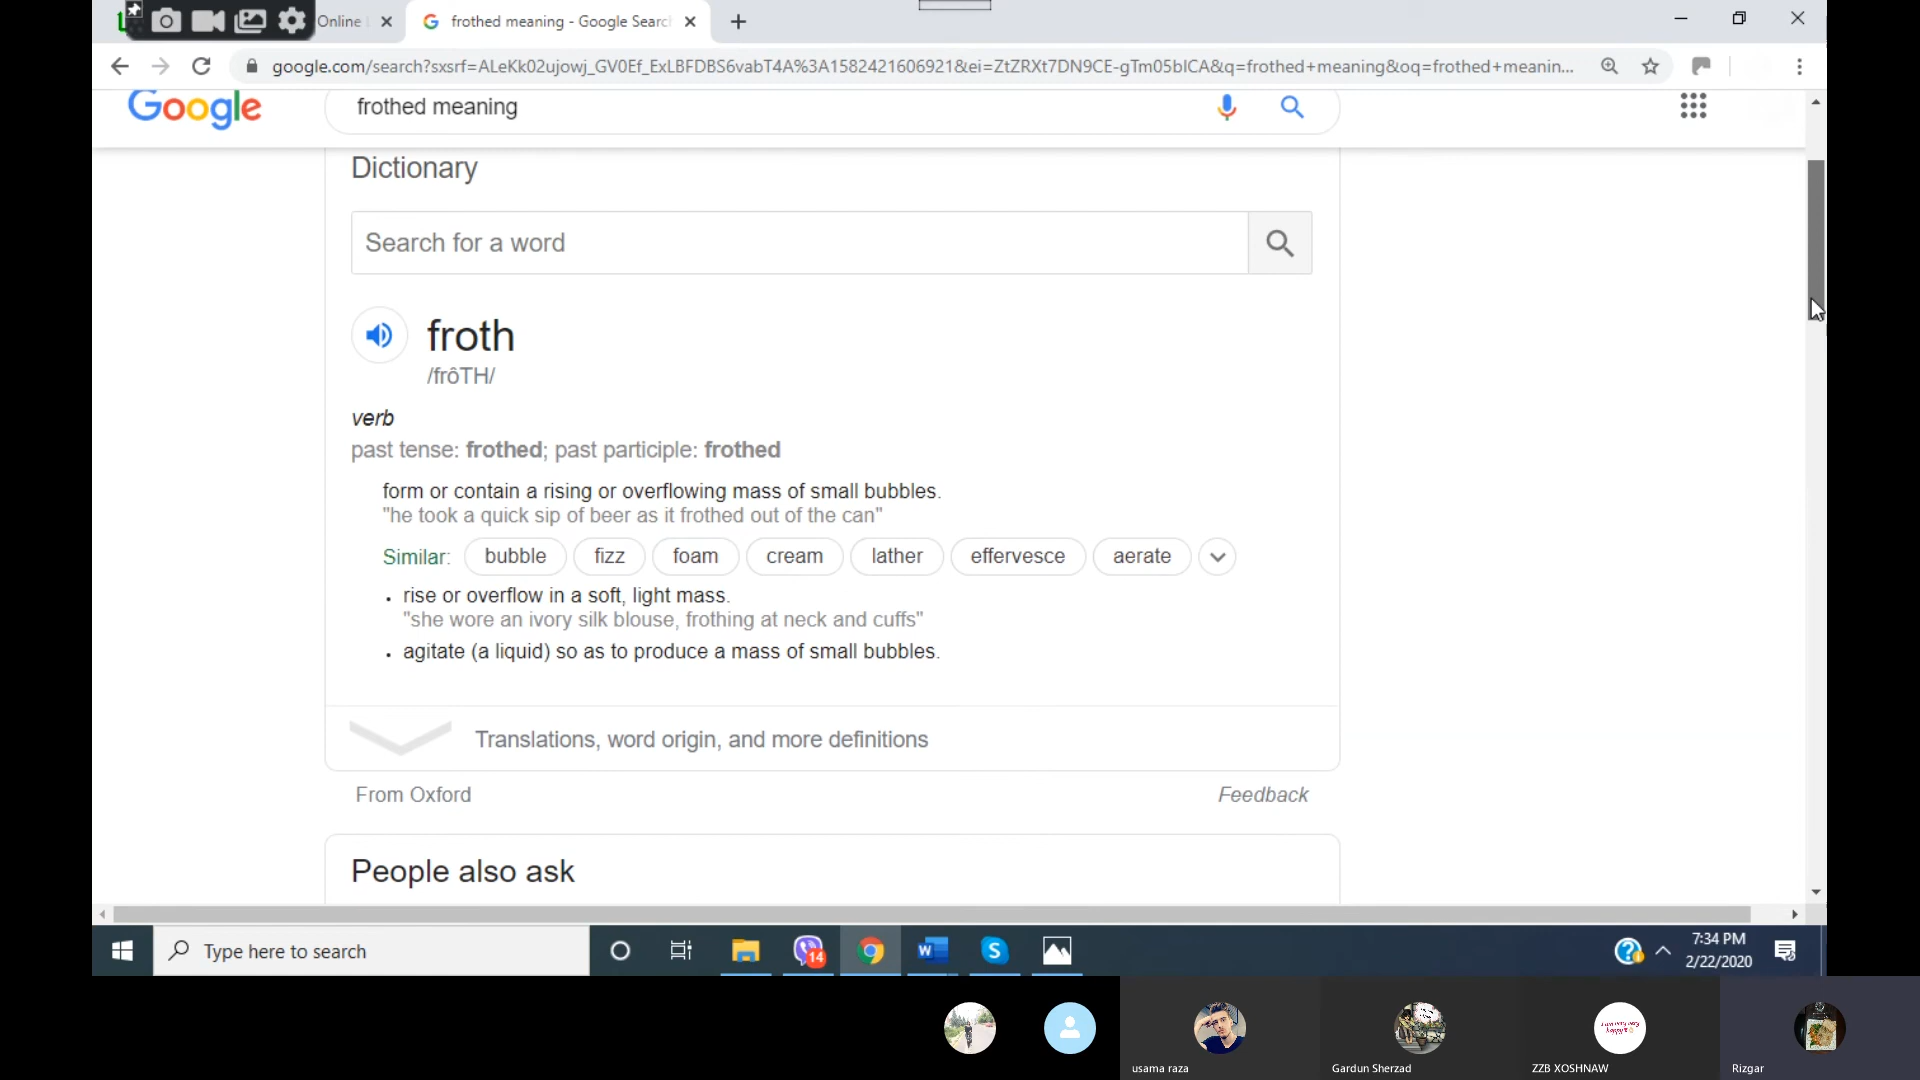 Online
frothed meaning - Google Search
google.com/search?sxsrf=ALeKk02ujowj_GV0Ef_ExLBFDBS6vabT4A%3A1582421606921&ei=ZtZRXt7DN9CE-gTm05bICA&q=frothed+meaning&oq=frothed+meanin...
Google
frothed meaning
Dictionary
Search for a word
froth
/frôTH/
verb
past tense: frothed; past participle: frothed
form or contain a rising or overflowing mass of small bubbles.
"he took a quick sip of beer as it frothed out of the can"
Similar: bubble fizz foam cream lather effervesce aerate
• rise or overflow in a soft, light mass.
"she wore an ivory silk blouse, frothing at neck and cuffs"
• agitate (a liquid) so as to produce a mass of small bubbles.
Translations, word origin, and more definitions
From Oxford
Feedback
People also ask
Type here to search
14
7:34 PM
2/22/2020
usama raza
Gardun Sherzad
ZZB XOSHNAW
Rizgar